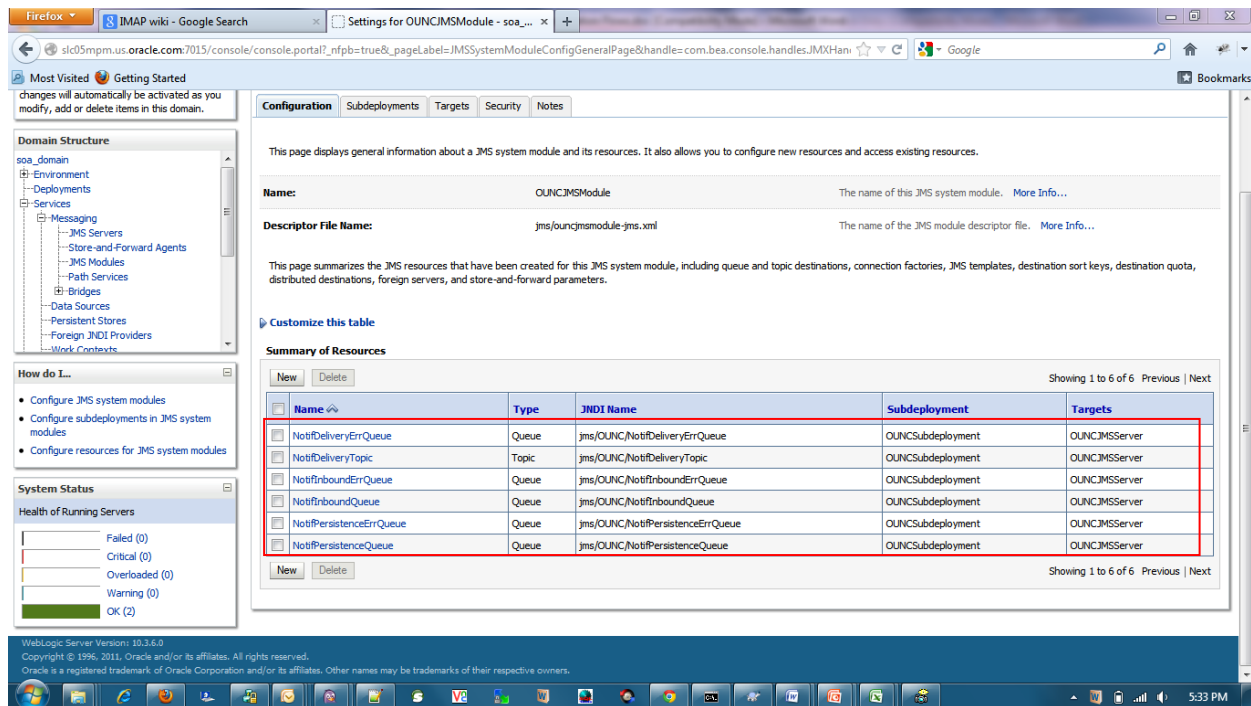 Firefox
IMAP wiki - Google Search
Settings for OUNCJMSModule - soa_...
slc05mpm.us.oracle.com:7015/console/console.portal?_nfpb=true&_pageLabel=JMSSystemModuleConfigGeneralPage&handle=com.bea.console.handles.JMXHan
Google
Most Visited Getting Started
Bookmarks
changes will automatically be activated as you
modify, add or delete items in this domain.
Domain Structure
soa_domain
Environment
Deployments
Services
Messaging
JMS Servers
Store-and-Forward Agents
JMS Modules
Path Services
Bridges
Data Sources
Persistent Stores
Foreign JNDI Providers
Work Contexts
How do I...
Configure JMS system modules
Configure subdeployments in JMS system
modules
Configure resources for JMS system modules
System Status
Health of Running Servers
Failed (0)
Critical (0)
Overloaded (0)
Warning (0)
OK (2)
Configuration Subdeployments Targets Security Notes
This page displays general information about a JMS system module and its resources. It also allows you to configure new resources and access existing resources.
Name: OUNCJMSModule The name of this JMS system module. More Info...
Descriptor File Name: jms/ouncjmsmodule-jms.xml The name of the JMS module descriptor file. More Info...
This page summarizes the JMS resources that have been created for this JMS system module, including queue and topic destinations, connection factories, JMS templates, destination sort keys, destination quota,
distributed destinations, foreign servers, and store-and-forward parameters.
Customize this table
Summary of Resources
New Delete Showing 1 to 6 of 6 Previous | Next
Name Type JNDI Name Subdeployment Targets
NotifDeliveryErrQueue Queue jms/OUNC/NotifDeliveryErrQueue OUNCSubdeployment OUNCJMSServer
NotifDeliveryTopic Topic jms/OUNC/NotifDeliveryTopic OUNCSubdeployment OUNCJMSServer
NotifInboundErrQueue Queue jms/OUNC/NotifInboundErrQueue OUNCSubdeployment OUNCJMSServer
NotifInboundQueue Queue jms/OUNC/NotifInboundQueue OUNCSubdeployment OUNCJMSServer
NotifPersistenceErrQueue Queue jms/OUNC/NotifPersistenceErrQueue OUNCSubdeployment OUNCJMSServer
NotifPersistenceQueue Queue jms/OUNC/NotifPersistenceQueue OUNCSubdeployment OUNCJMSServer
New Delete Showing 1 to 6 of 6 Previous | Next
WebLogic Server Version: 10.3.6.0
Copyright © 1996, 2011, Oracle and/or its affiliates. All rights reserved.
Oracle is a registered trademark of Oracle Corporation and/or its affiliates. Other names may be trademarks of their respective owners.
5:33 PM